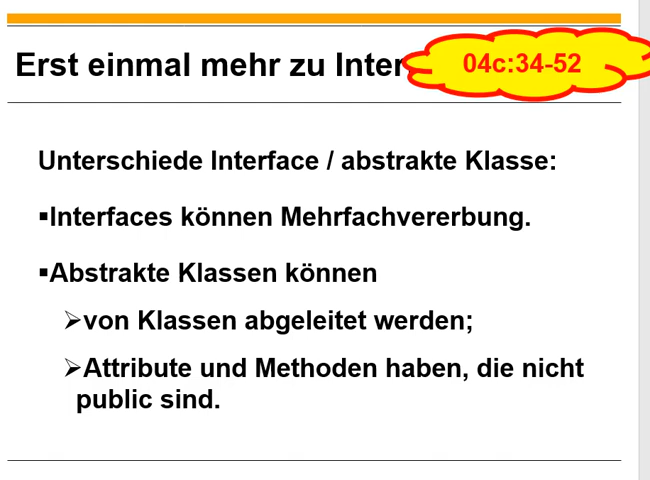 Erst einmal mehr zu Inter
04c:34-52
Unterschiede Interface / abstrakte Klasse:
▪Interfaces können Mehrfachvererbung.
▪Abstrakte Klassen können
➢von Klassen abgeleitet werden;
➢Attribute und Methoden haben, die nicht
public sind.